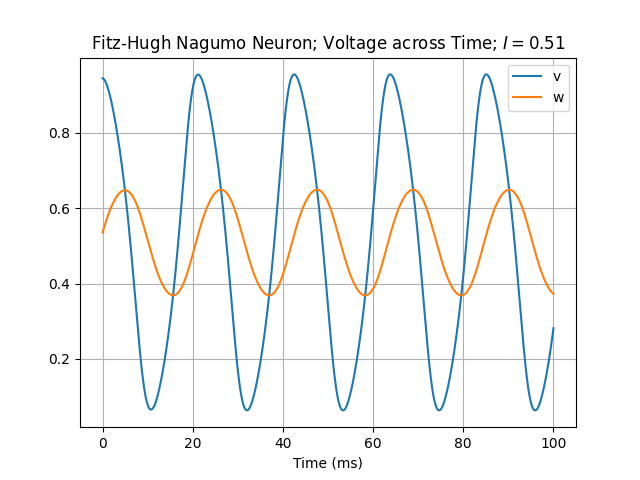 Fitz-Hugh Nagumo Neuron; Voltage across Time; I = 0.51
v
w
0.8
0.6
0.4
0.2
0 20 40 60 80 100
Time (ms)